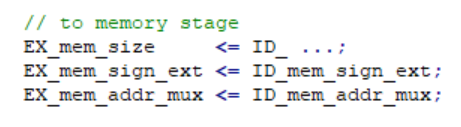 // to memory stage
EX_mem_size      <= ID_ ...;
EX_mem_sign_ext <= ID_mem_sign_ext;
EX_mem_addr_mux <= ID_mem_addr_mux;